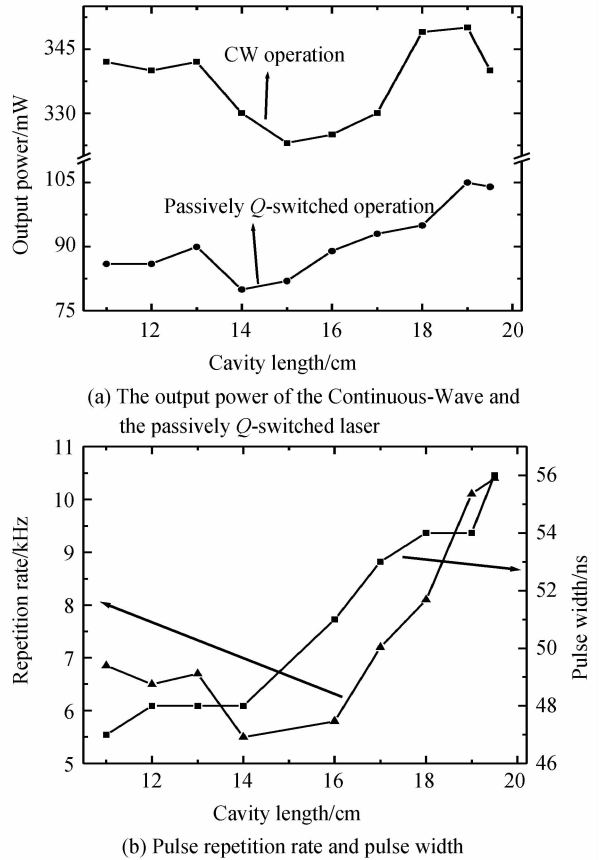 345
330
105
90
75
Output power/mW
CW operation
Passively Q-switched operation
12 14 16 18 20
Cavity length/cm
(a) The output power of the Continuous-Wave and
the passively Q-switched laser
11
10
9
8
7
6
5
Repetition rate/kHz
56
54
52
50
48
46
Pulse width/ns
12 14 16 18 20
Cavity length/cm
(b) Pulse repetition rate and pulse width